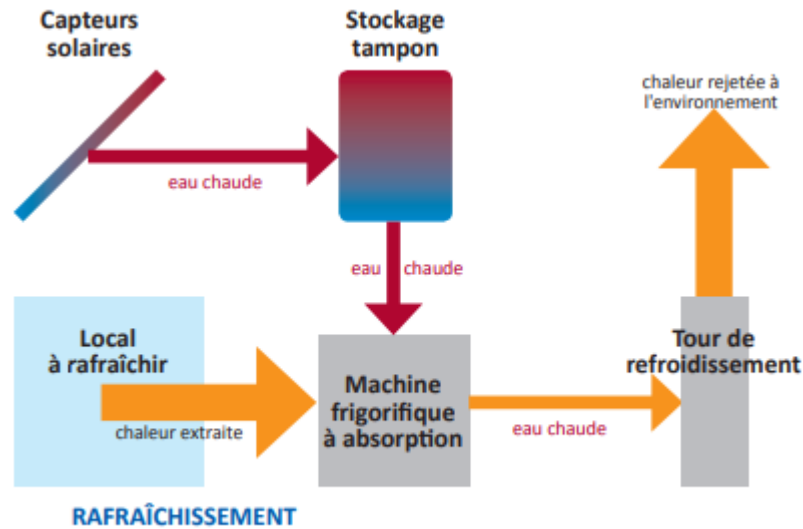 Capteurs
solaires
Stockage
tampon
chaleur rejetée à
l'environnement
eau chaude
eau chaude
Local
à rafraîchir
chaleur extraite
Machine
frigorifique
à absorption
eau chaude
Tour de
refroidissement
RAFRAÎCHISSEMENT